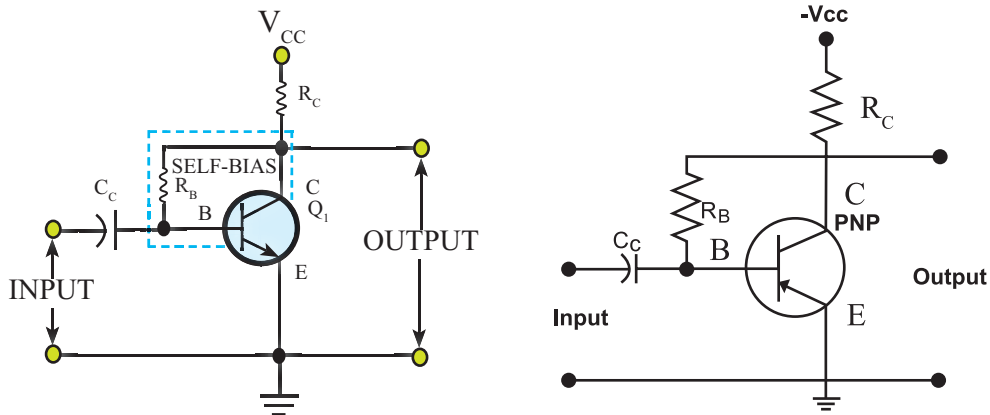 VCC
RC
SELF-BIAS
RB
CC
C
Q1
B
E
INPUT
OUTPUT
-Vcc
RC
C
PNP
RB
Cc
B
E
Input
Output